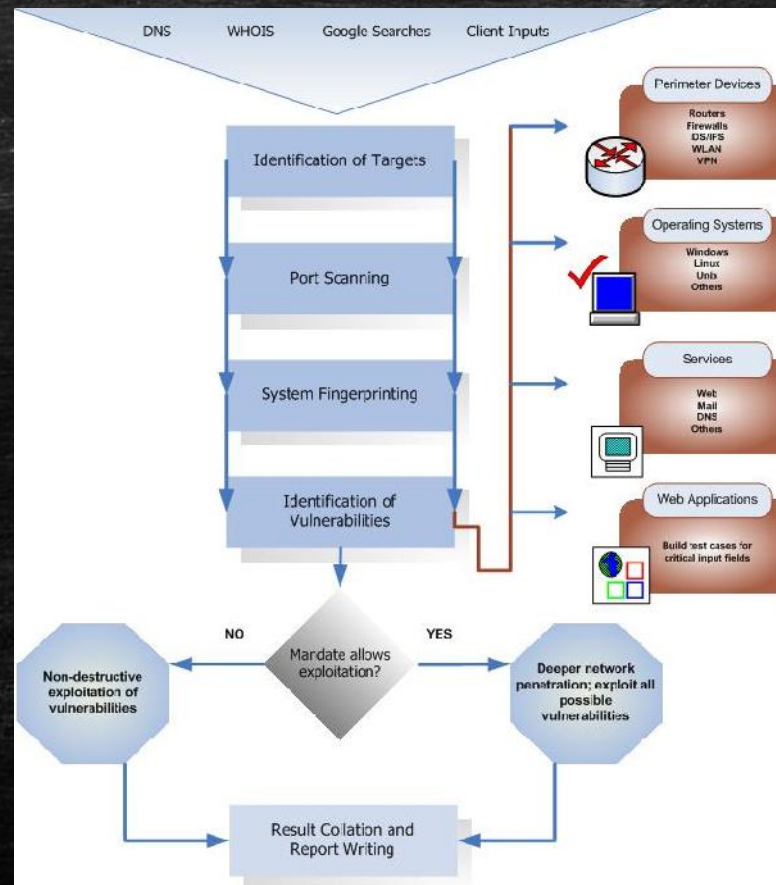 DNS WHOIS Google Searches Client Inputs
Identification of Targets
Port Scanning
System Fingerprinting
Identification of
Vulnerabilities
Perimeter Devices
Routers
Firewalls
IDS/IPS
WLAN
VPN
Operating Systems
Windows
Linux
Unix
Others
Services
Web
Mail
DNS
Others
Web Applications
Build test cases for
critical input fields
Mandate allows
exploitation?
NO
YES
Non-destructive
exploitation of
vulnerabilities
Deeper network
penetration; exploit all
possible
vulnerabilities
Result Collation and
Report Writing